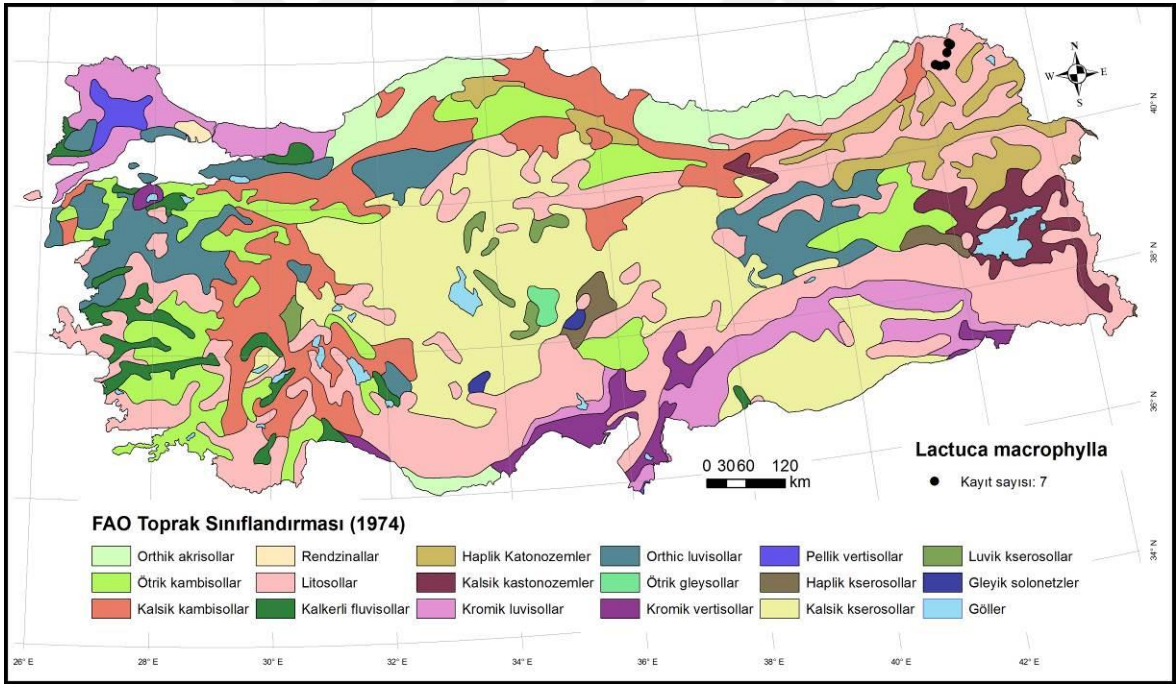 N
W E
S
40° N
38° N
36° N
34° N
Lactuca macrophylla
Kayıt sayısı: 7
0 30 60 120
km
FAO Toprak Sınıflandırması (1974)
Orthik akrisollar Rendzinallar Haplik Katonozemler Orthic luvisollar Pellik vertisollar Luvik kserosollar
Ötrik kambisollar Litosollar Kalsik kastonozemler Ötrik gleysollar Haplik kserosollar Gleyik solonetzler
Kalsik kambisollar Kalkerli fluvisollar Kromik luvisollar Kromik vertisollar Kalsik kserosollar Göller
26° E 28° E 30° E 32° E 34° E 36° E 38° E 40° E 42° E